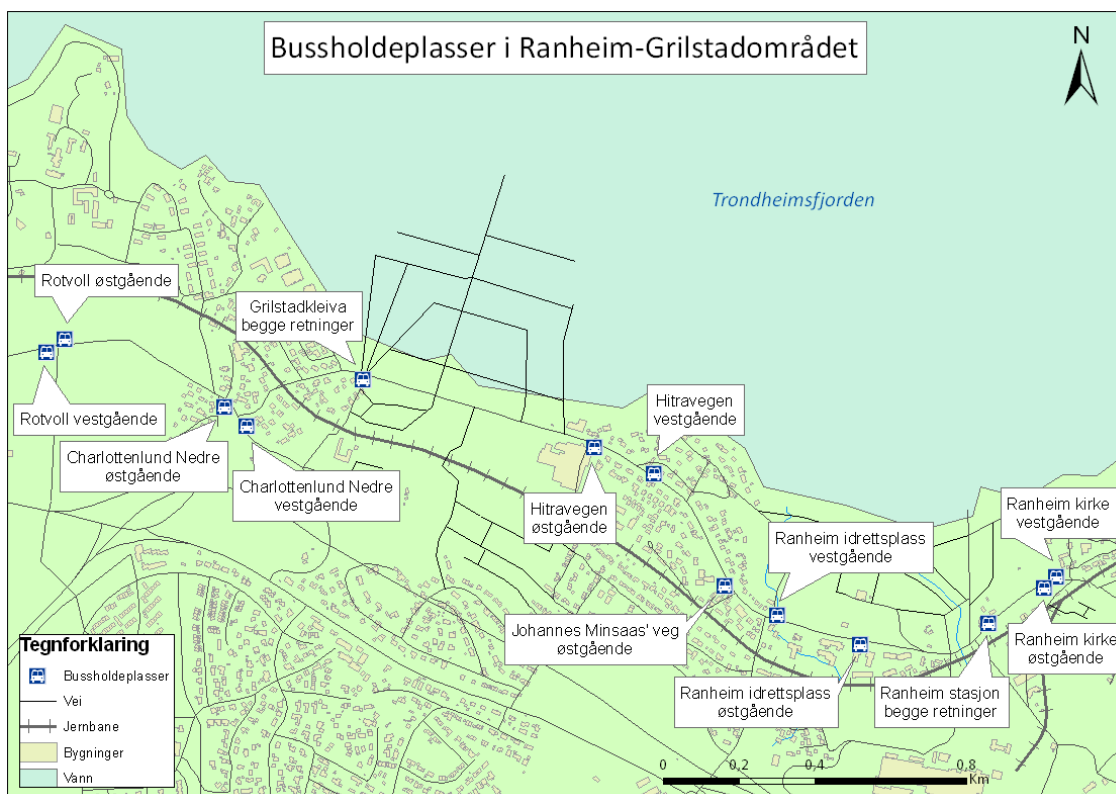 Bussholdeplasser i Ranheim-Grilstadområdet
N
Trondheimsfjorden
Rotvoll østgående
Grilstadkleiva
begge retninger
Rotvoll vestgående
Charlottenlund Nedre
østgående
Charlottenlund Nedre
vestgående
Hitravegen
vestgående
Hitravegen
østgående
Ranheim idrettsplass
vestgående
Ranheim kirke
vestgående
Johannes Minsaas' veg
østgående
Ranheim kirke
østgående
Ranheim idrettsplass
østgående
Ranheim stasjon
begge retninger
Tegnforklaring
Bussholdeplasser
Vei
Jernbane
Bygninger
Vann
0 0,2 0,4 0,8
Km